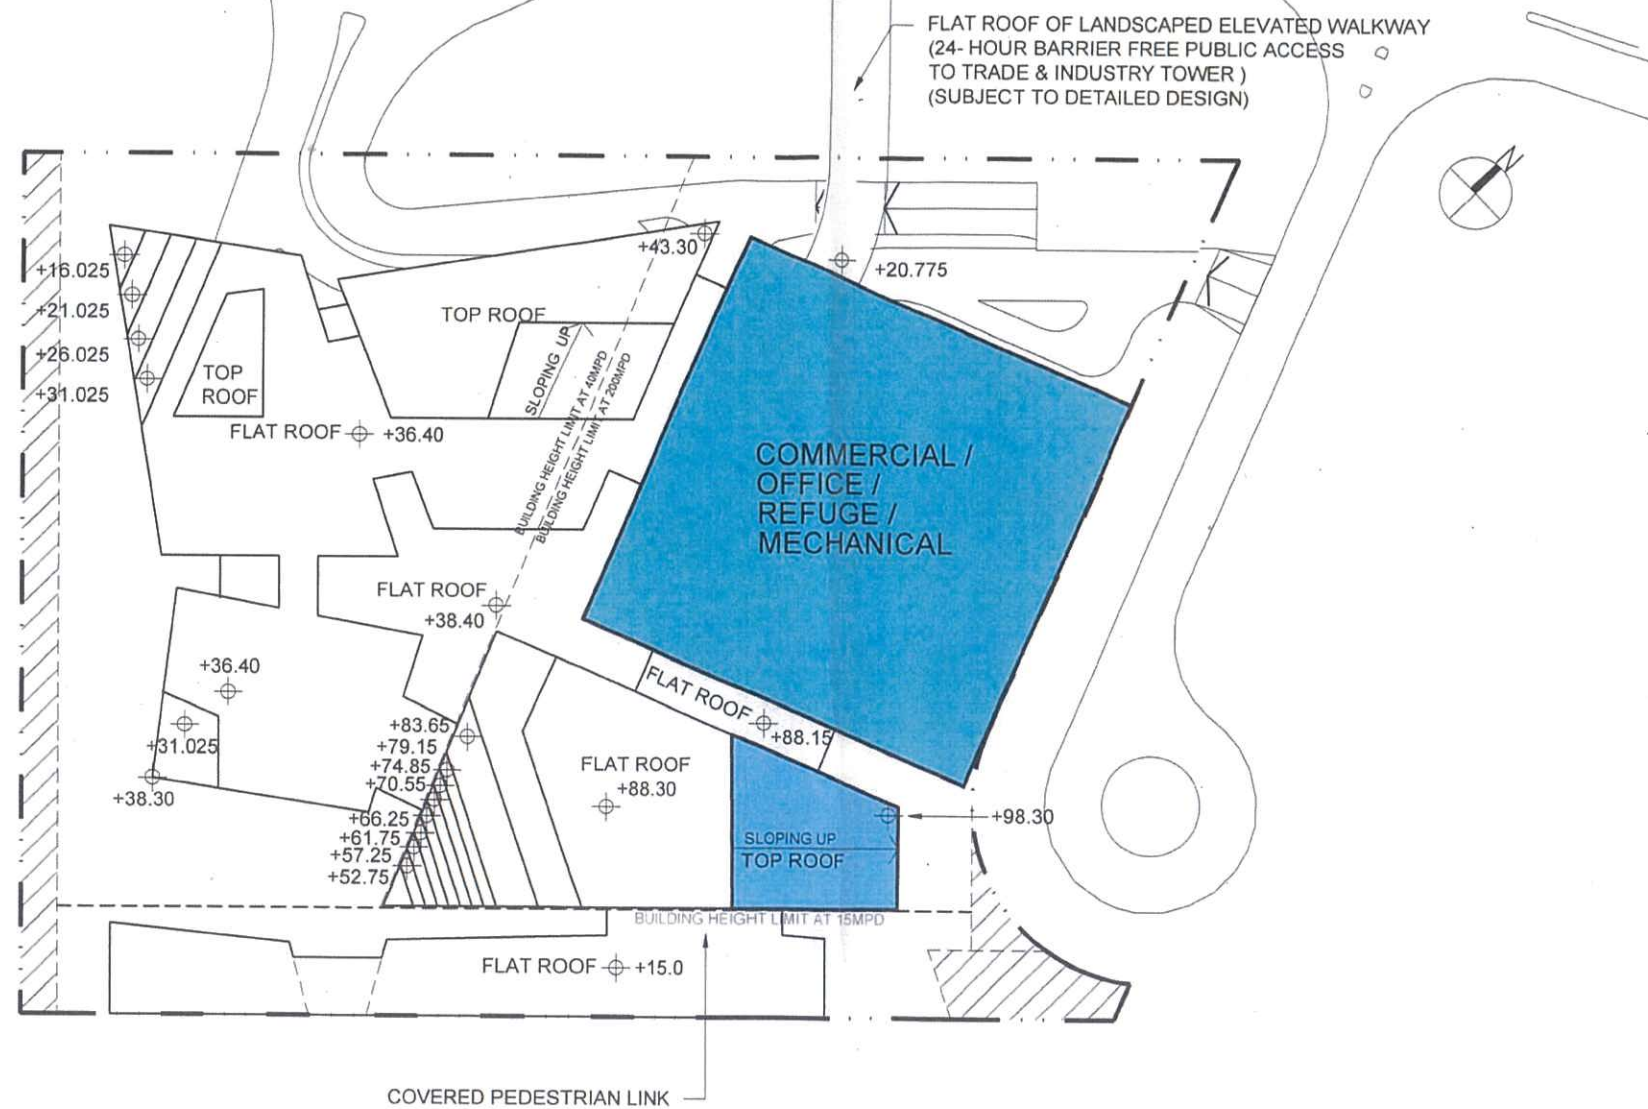 FLAT ROOF OF LANDSCAPED ELEVATED WALKWAY
(24- HOUR BARRIER FREE PUBLIC ACCESS
TO TRADE & INDUSTRY TOWER )
(SUBJECT TO DETAILED DESIGN)
N
+43.30
+20.775
+16.025
+21.025
+26.025
+31.025
TOP ROOF
SLOPING UP
TOP
ROOF
BUILDING HEIGHT LIMIT AT 40MPD
BUILDING HEIGHT LIMIT AT 200MPD
FLAT ROOF +36.40
COMMERCIAL /
OFFICE /
REFUGE /
MECHANICAL
FLAT ROOF
+38.40
+36.40
+31.025
+38.30
FLAT ROOF
+88.15
+83.65
+79.15
+74.85
+70.55
+66.25
+61.75
+57.25
+52.75
FLAT ROOF
+88.30
+98.30
SLOPING UP
TOP ROOF
BUILDING HEIGHT LIMIT AT 15MPD
FLAT ROOF +15.0
COVERED PEDESTRIAN LINK